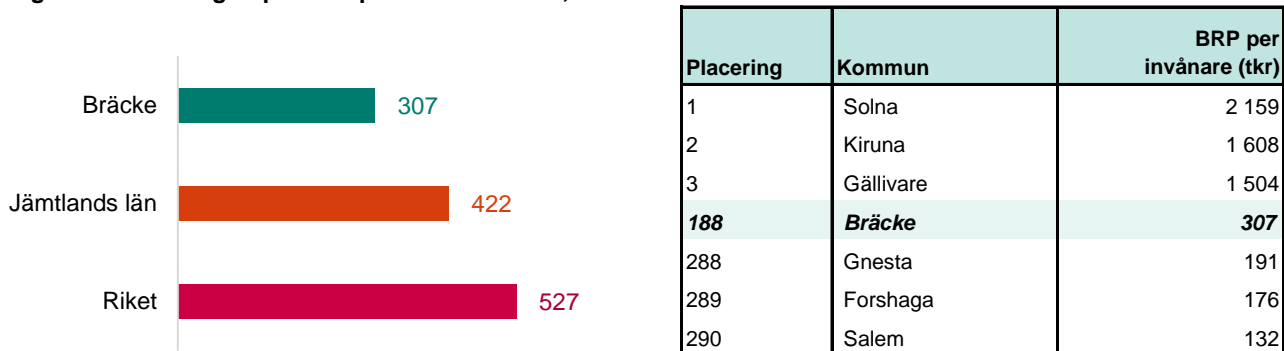 Bräcke 307
Jämtlands län 422
Riket 527
Placering Kommun BRP per invånare (tkr)
1 Solna 2 159
2 Kiruna 1 608
3 Gällivare 1 504
188 Bräcke 307
288 Gnesta 191
289 Forshaga 176
290 Salem 132